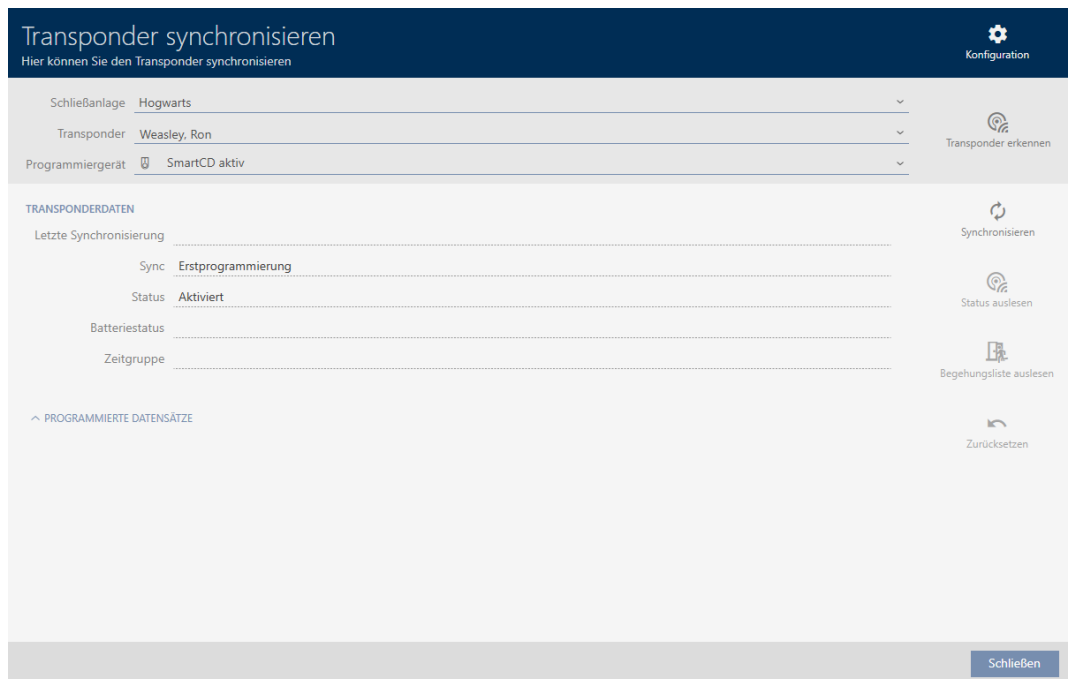 Transponder synchronisieren
Hier können Sie den Transponder synchronisieren
Konfiguration
Schließanlage Hogwarts
Transponder Weasley, Ron
Programmiergerät SmartCD aktiv
Transponder erkennen
TRANSPONDERDATEN
Letzte Synchronisierung
Sync Erstprogrammierung
Status Aktiviert
Batteriestatus
Zeitgruppe
PROGRAMMIERTE DATENSÄTZE
Synchronisieren
Status auslesen
Begehungsliste auslesen
Zurücksetzen
Schließen